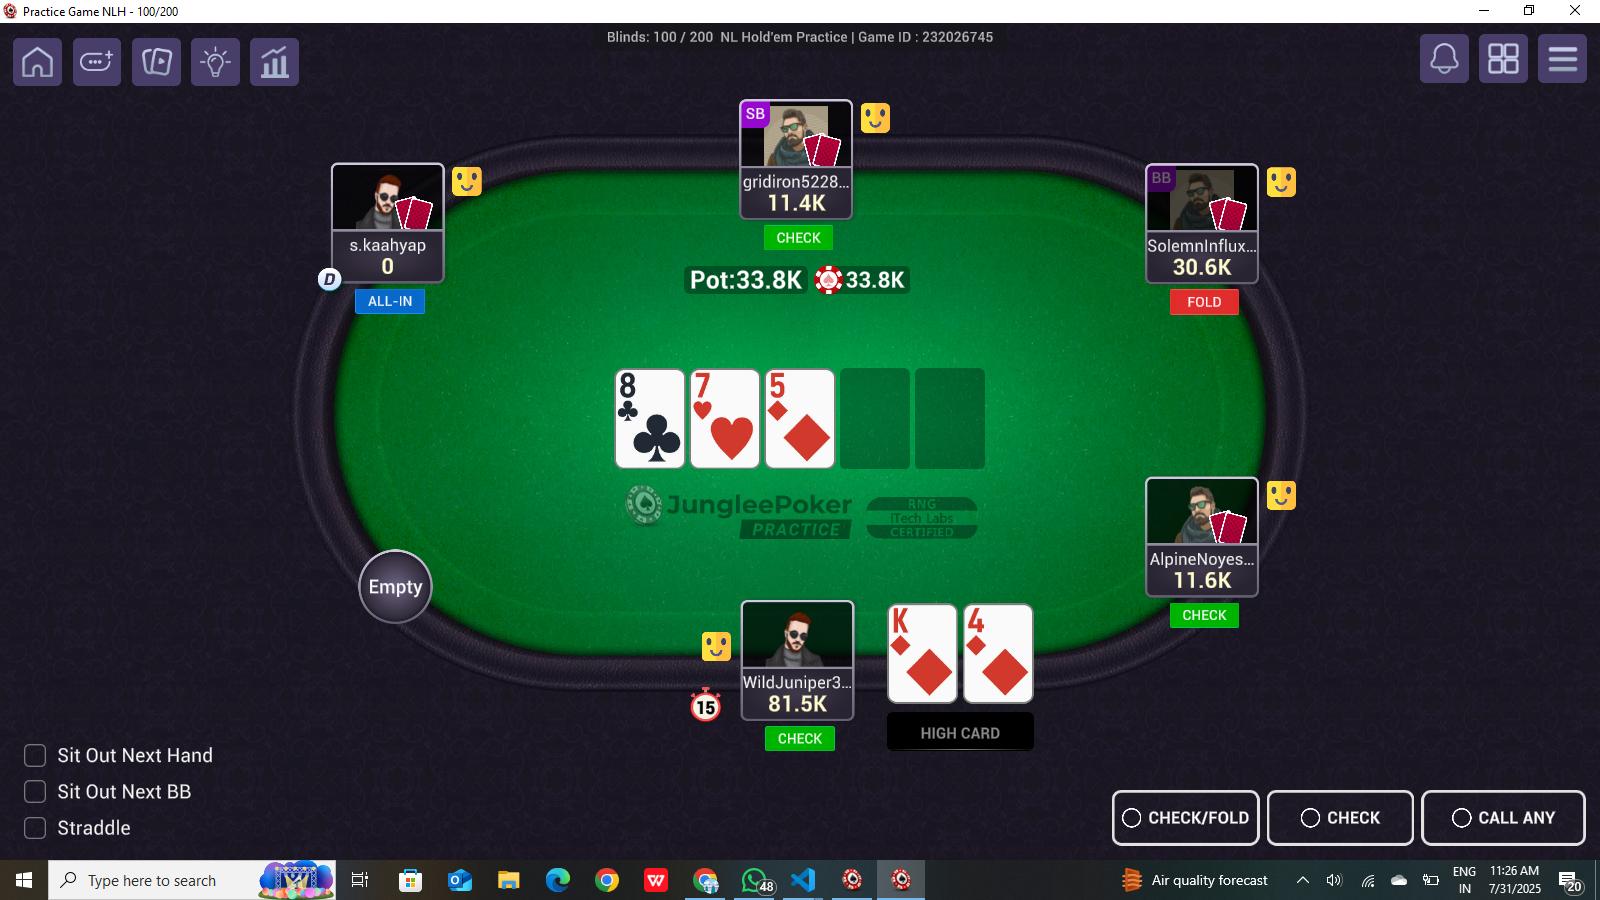 Practice Game NLH - 100/200
Blinds: 100 / 200 NL Hold'em Practice | Game ID : 232026745
SB
gridiron5228...
11.4K
CHECK
s.kaahyap
0
D
ALL-IN
BB
SolemnInflux...
30.6K
FOLD
Pot:33.8K 33.8K
8 7 5
JungleePoker
PRACTICE
RNG
iTech Labs
CERTIFIED
AlpineNoyes...
11.6K
CHECK
Empty
K 4
WildJuniper3...
81.5K
15
CHECK
HIGH CARD
Sit Out Next Hand
Sit Out Next BB
Straddle
CHECK/FOLD CHECK CALL ANY
Type here to search
48
Air quality forecast
ENG
IN
11:26 AM
7/31/2025
20